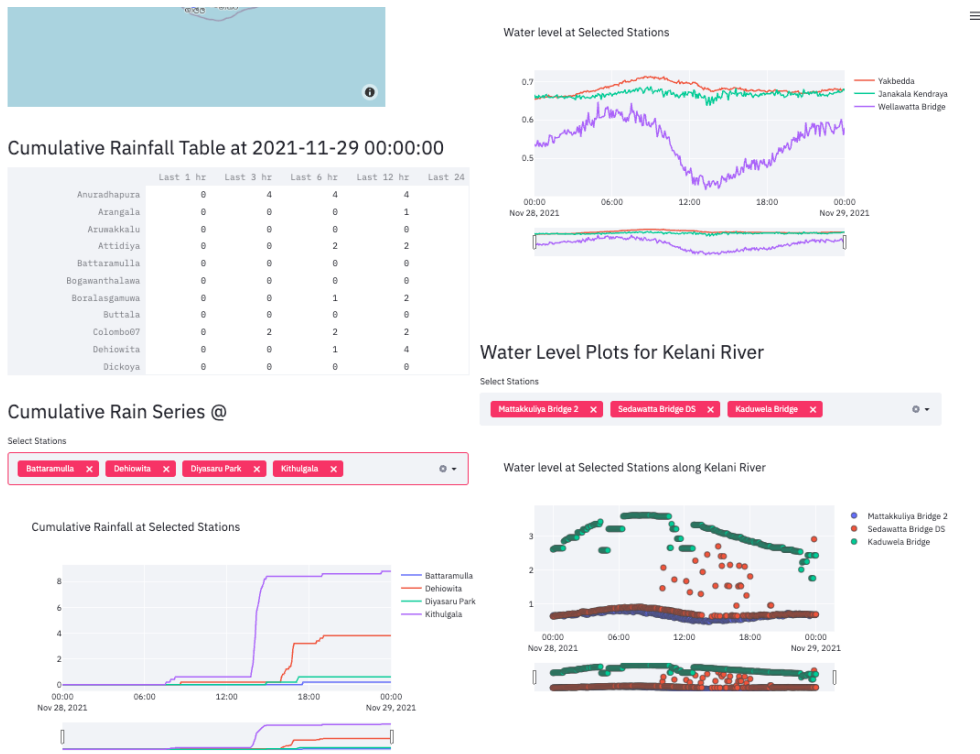 Cumulative Rainfall Table at 2021-11-29 00:00:00
Last 1 hr Last 3 hr Last 6 hr Last 12 hr Last 24
Anuradhapura 0 4 4 4
Arangala 0 0 0 1
Aruwakkalu 0 0 0 0
Attidiya 0 0 2 2
Battaramulla 0 0 0 0
Bogawanthalawa 0 0 0 0
Boralasgamuwa 0 0 1 2
Buttala 0 0 0 0
Colombo07 0 2 2 2
Dehiowita 0 0 1 4
Dickoya 0 0 0 0
Cumulative Rain Series @
Select Stations
Battaramulla Dehiowita Diyasaru Park Kithulgala
Cumulative Rainfall at Selected Stations
8
6
4
2
0
00:00 06:00 12:00 18:00 00:00
Nov 28, 2021 Nov 29, 2021
Battaramulla
Dehiowita
Diyasaru Park
Kithulgala
Water level at Selected Stations
0.7
0.6
0.5
00:00 06:00 12:00 18:00 00:00
Nov 28, 2021 Nov 29, 2021
Yakbedda
Janakala Kendraya
Wellawatta Bridge
Water Level Plots for Kelani River
Select Stations
Mattakkuliya Bridge 2 Sedawatta Bridge DS Kaduwela Bridge
Water level at Selected Stations along Kelani River
3
2
1
00:00 06:00 12:00 18:00 00:00
Nov 28, 2021 Nov 29, 2021
Mattakkuliya Bridge 2
Sedawatta Bridge DS
Kaduwela Bridge